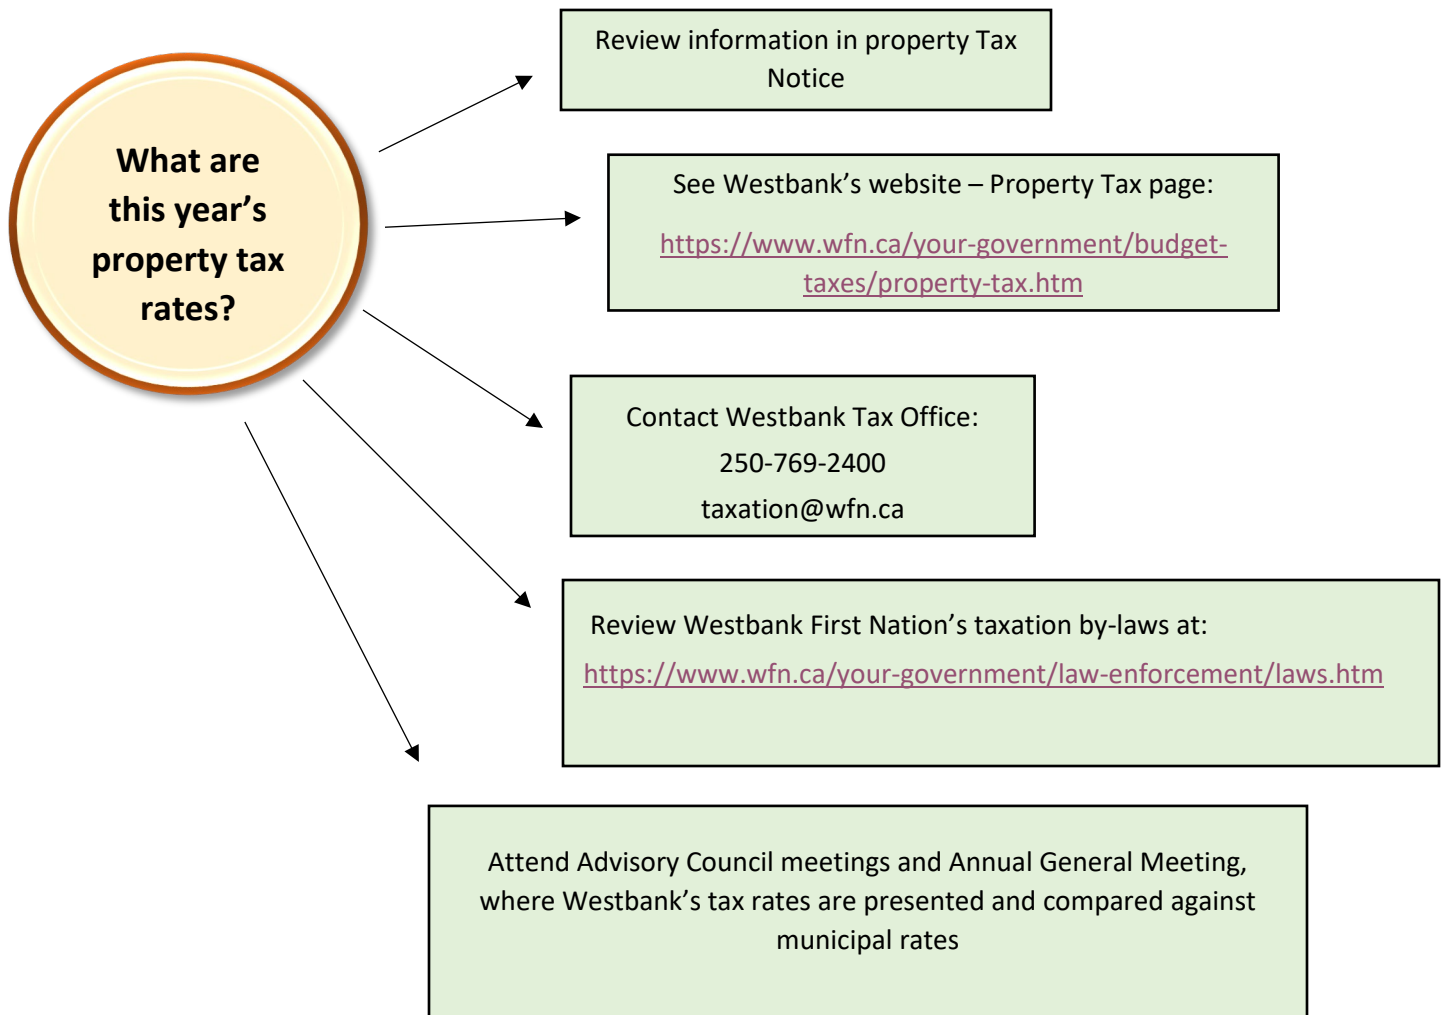 What are
this year’s
property tax
rates?
Review information in property Tax
Notice
See Westbank’s website – Property Tax page:
https://www.wfn.ca/your-government/budget-
taxes/property-tax.htm
Contact Westbank Tax Office:
250-769-2400
taxation@wfn.ca
Review Westbank First Nation’s taxation by-laws at:
https://www.wfn.ca/your-government/law-enforcement/laws.htm
Attend Advisory Council meetings and Annual General Meeting,
where Westbank’s tax rates are presented and compared against
municipal rates